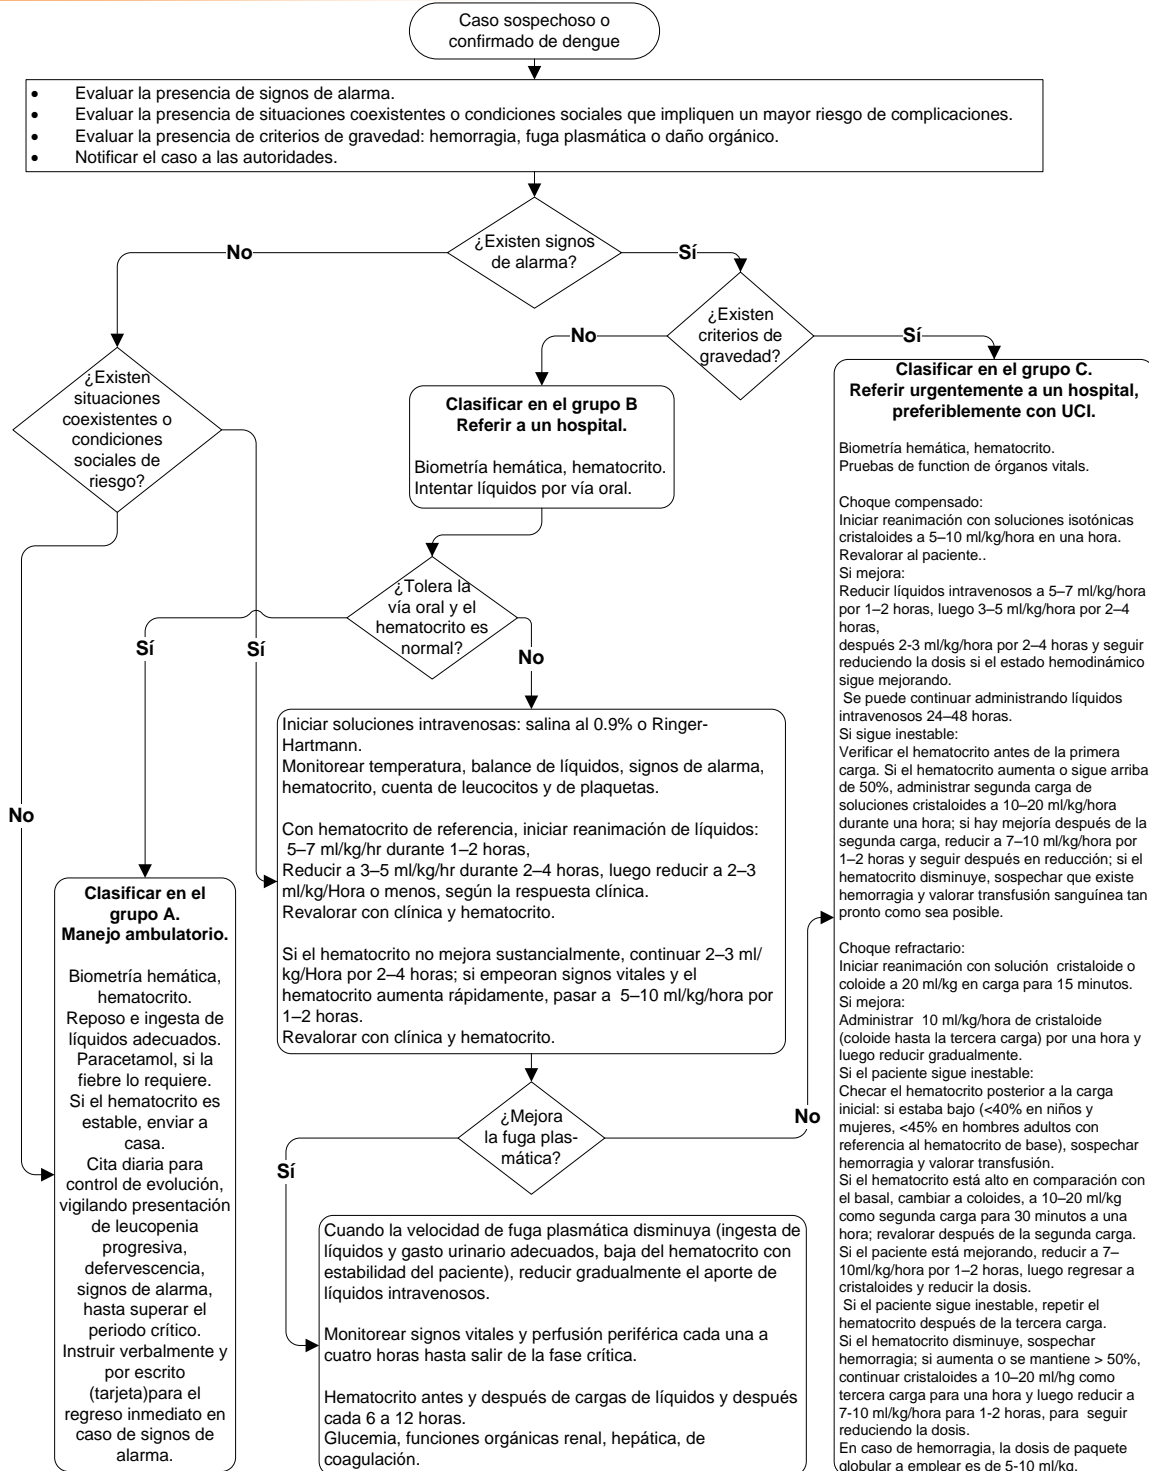 Caso sospechoso o
confirmado de dengue
• Evaluar la presencia de signos de alarma.
• Evaluar la presencia de situaciones coexistentes o condiciones sociales que impliquen un mayor riesgo de complicaciones.
• Evaluar la presencia de criterios de gravedad: hemorragia, fuga plasmática o daño orgánico.
• Notificar el caso a las autoridades.
¿Existen signos
de alarma?
No
Sí
¿Existen
criterios de
gravedad?
No
Sí
¿Existen
situaciones
coexistentes o
condiciones
sociales de
riesgo?
Clasificar en el grupo B
Referir a un hospital.
Biometría hemática, hematocrito.
Intentar líquidos por vía oral.
¿Tolera la
vía oral y el
hematocrito es
normal?
Sí
Sí
No
No
Iniciar soluciones intravenosas: salina al 0.9% o Ringer-
Hartmann.
Monitorear temperatura, balance de líquidos, signos de alarma,
hematocrito, cuenta de leucocitos y de plaquetas.
Con hematocrito de referencia, iniciar reanimación de líquidos:
5–7 ml/kg/hr durante 1–2 horas,
Reducir a 3–5 ml/kg/hr durante 2–4 horas, luego reducir a 2–3
ml/kg/Hora o menos, según la respuesta clínica.
Revalorar con clínica y hematocrito.
Si el hematocrito no mejora sustancialmente, continuar 2–3 ml/
kg/Hora por 2–4 horas; si empeoran signos vitales y el
hematocrito aumenta rápidamente, pasar a 5–10 ml/kg/hora por
1–2 horas.
Revalorar con clínica y hematocrito.
Clasificar en el
grupo A.
Manejo ambulatorio.
Biometría hemática,
hematocrito.
Reposo e ingesta de
líquidos adecuados.
Paracetamol, si la
fiebre lo requiere.
Si el hematocrito es
estable, enviar a
casa.
Cita diaria para
control de evolución,
vigilando presentación
de leucopenia
progresiva,
defervescencia,
signos de alarma,
hasta superar el
periodo crítico.
Instruir verbalmente y
por escrito
(tarjeta)para el
regreso inmediato en
caso de signos de
alarma.
¿Mejora
la fuga plas-
mática?
Sí
No
Cuando la velocidad de fuga plasmática disminuya (ingesta de
líquidos y gasto urinario adecuados, baja del hematocrito con
estabilidad del paciente), reducir gradualmente el aporte de
líquidos intravenosos.
Monitorear signos vitales y perfusión periférica cada una a
cuatro horas hasta salir de la fase crítica.
Hematocrito antes y después de cargas de líquidos y después
cada 6 a 12 horas.
Glucemia, funciones orgánicas renal, hepática, de
coagulación.
Clasificar en el grupo C.
Referir urgentemente a un hospital,
preferiblemente con UCI.
Biometría hemática, hematocrito.
Pruebas de function de órganos vitals.
Choque compensado:
Iniciar reanimación con soluciones isotónicas
cristaloides a 5–10 ml/kg/hora en una hora.
Revalorar al paciente..
Si mejora:
Reducir líquidos intravenosos a 5–7 ml/kg/hora
por 1–2 horas, luego 3–5 ml/kg/hora por 2–4
horas,
después 2-3 ml/kg/hora por 2–4 horas y seguir
reduciendo la dosis si el estado hemodinámico
sigue mejorando.
Se puede continuar administrando líquidos
intravenosos 24–48 horas.
Si sigue inestable:
Verificar el hematocrito antes de la primera
carga. Si el hematocrito aumenta o sigue arriba
de 50%, administrar segunda carga de
soluciones cristaloides a 10–20 ml/kg/hora
durante una hora; si hay mejoría después de la
segunda carga, reducir a 7–10 ml/kg/hora por
1–2 horas y seguir después en reducción; si el
hematocrito disminuye, sospechar que existe
hemorragia y valorar transfusión sanguínea tan
pronto como sea posible.
Choque refractario:
Iniciar reanimación con solución cristaloide o
coloide a 20 ml/kg en carga para 15 minutos.
Si mejora:
Administrar 10 ml/kg/hora de cristaloide
(coloide hasta la tercera carga) por una hora y
luego reducir gradualmente.
Si el paciente sigue inestable:
Checar el hematocrito posterior a la carga
inicial: si estaba bajo (<40% en niños y
mujeres, <45% en hombres adultos con
referencia al hematocrito de base), sospechar
hemorragia y valorar transfusión.
Si el hematocrito está alto en comparación con
el basal, cambiar a coloides, a 10–20 ml/kg
como segunda carga para 30 minutos a una
hora; revalorar después de la segunda carga.
Si el paciente está mejorando, reducir a 7–
10ml/kg/hora por 1–2 horas, luego regresar a
cristaloides y reducir la dosis.
Si el paciente sigue inestable, repetir el
hematocrito después de la tercera carga.
Si el hematocrito disminuye, sospechar
hemorragia; si aumenta o se mantiene > 50%,
continuar cristaloides a 10–20 ml/hg como
tercera carga para una hora y luego reducir a
7-10 ml/kg/hora para 1-2 horas, para seguir
reduciendo la dosis.
En caso de hemorragia, la dosis de paquete
globular a emplear es de 5-10 ml/kg.